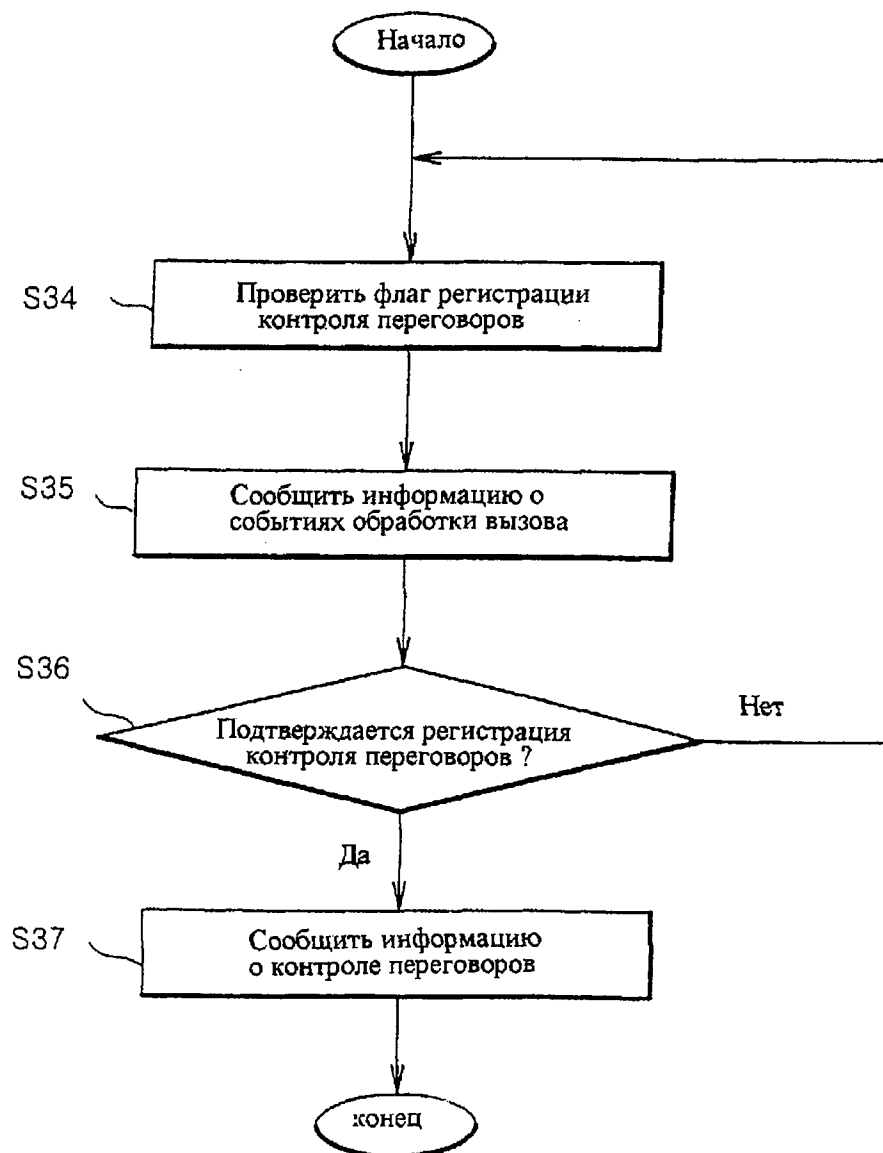 Начало
S34
Проверить флаг регистрации
контроля переговоров
S35
Сообщить информацию о
событиях обработки вызова
S36
Подтверждается регистрация
контроля переговоров ?
Нет
Да
S37
Сообщить информацию
о контроле переговоров
конец